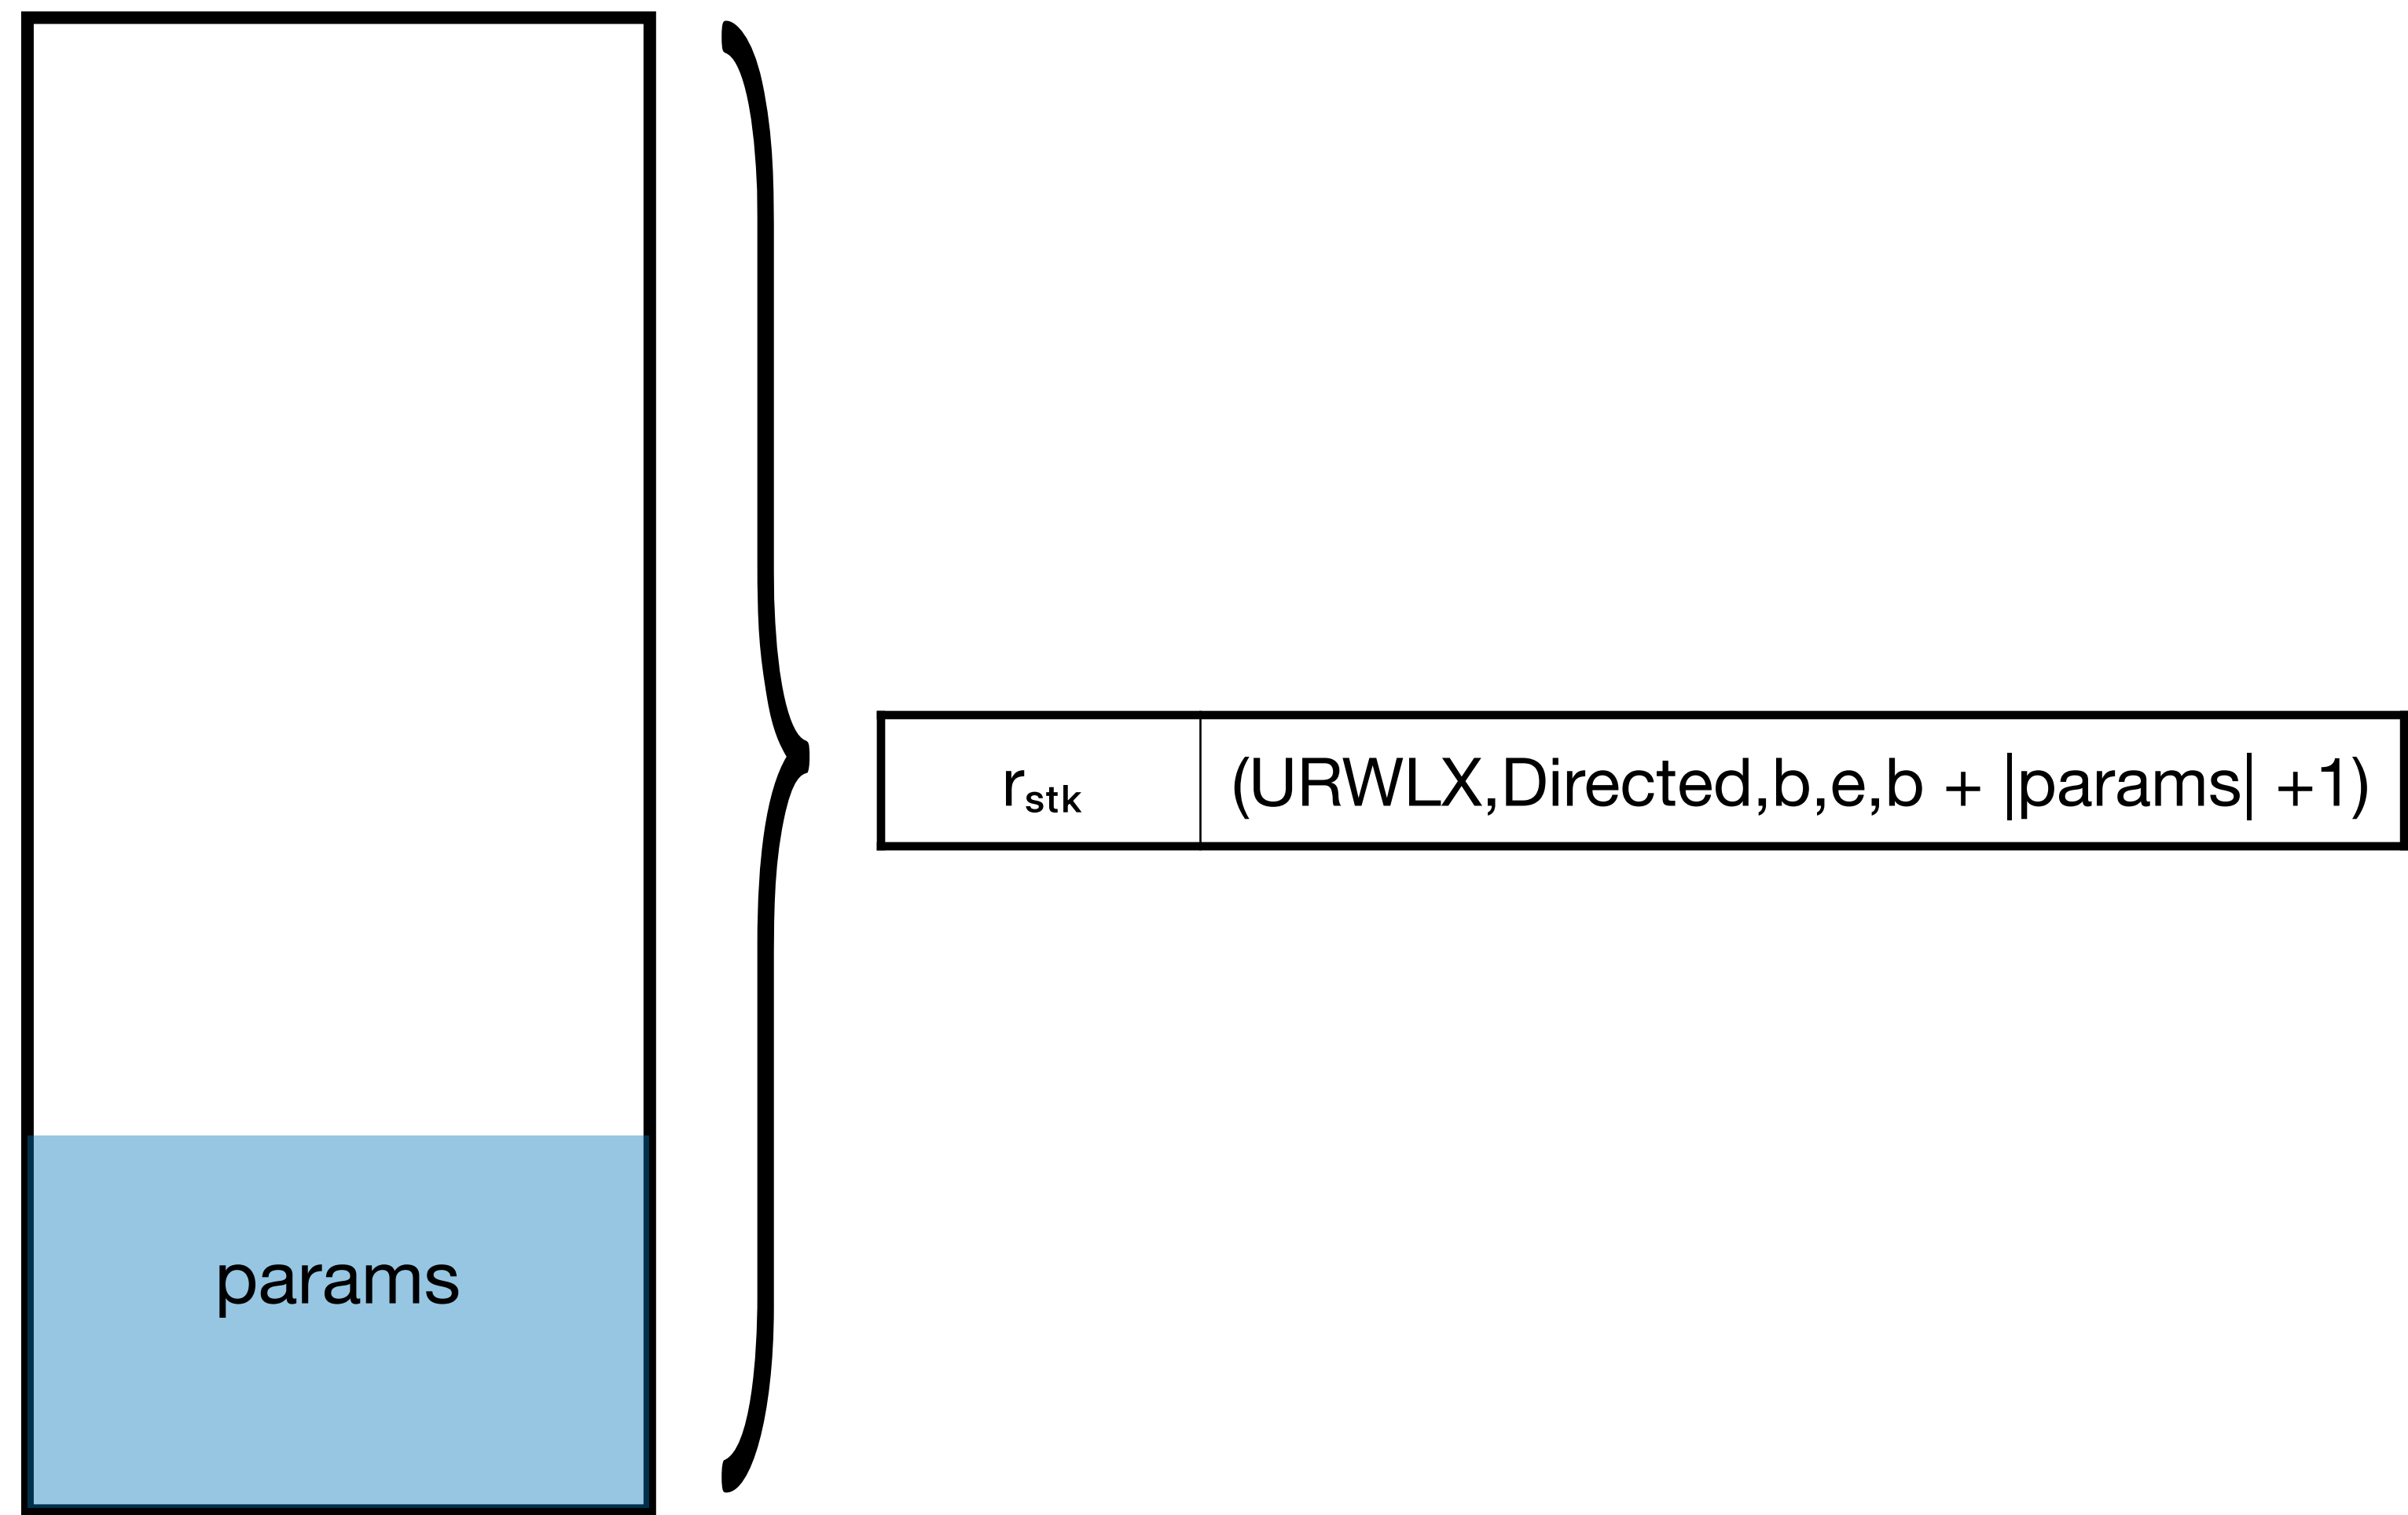 r_stk (URWLX,Directed,b,e,b + |params| +1)
params